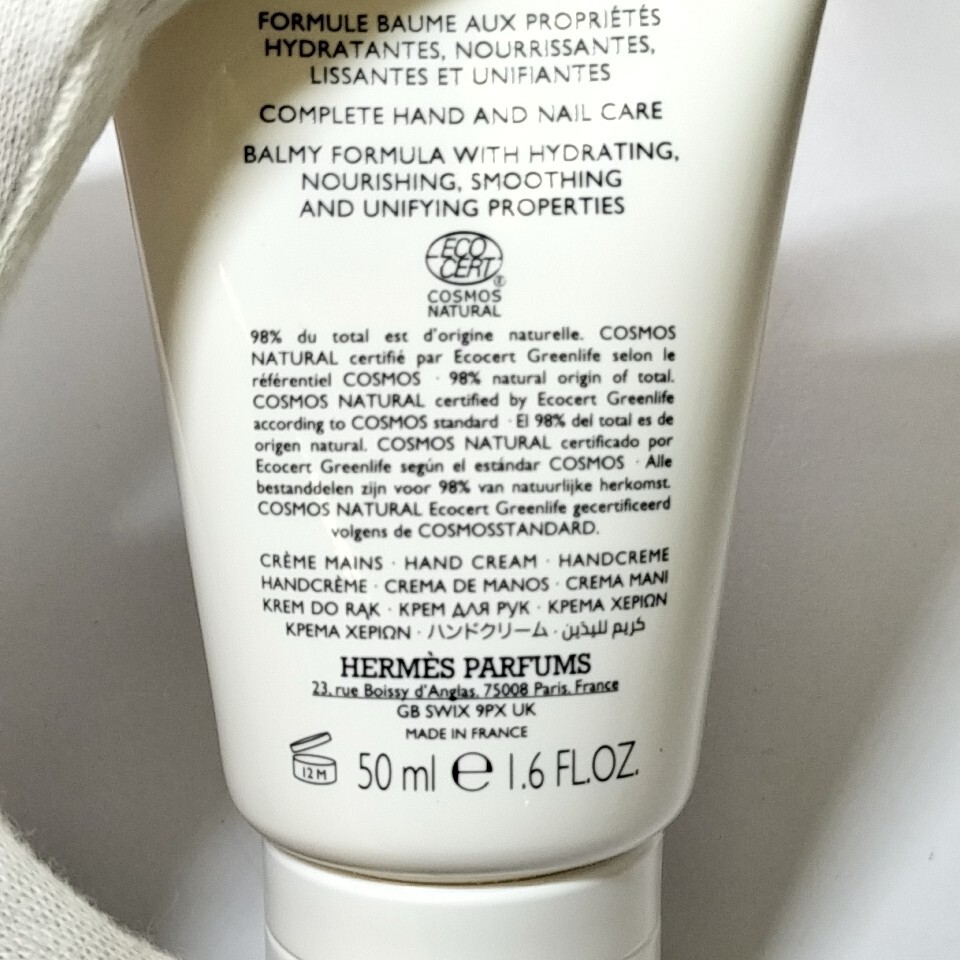 FORMULE BAUME AUX PROPRIÉTÉS
HYDRATANTES, NOURRISSANTES,
LISSANTES ET UNIFIANTES
COMPLETE HAND AND NAIL CARE
BALMY FORMULA WITH HYDRATING,
NOURISHING, SMOOTHING
AND UNIFYING PROPERTIES
ECO
CERT®
COSMOS
NATURAL
98% du total est d'origine naturelle. COSMOS
NATURAL certifié par Ecocert Greenlife selon le
référentiel COSMOS · 98% natural origin of total.
COSMOS NATURAL certified by Ecocert Greenlife
according to COSMOS standard · El 98% del total es de
origen natural. COSMOS NATURAL certificado por
Ecocert Greenlife según el estándar COSMOS · Alle
bestanddelen zijn voor 98% van natuurlijke herkomst.
COSMOS NATURAL Ecocert Greenlife gecertificeerd
volgens de COSMOSSTANDARD.
CRÈME MAINS · HAND CREAM · HANDCREME
HANDCRÈME · CREMA DE MANOS · CREMA MANI
KREM DO RĄK · КРЕМ ДЛЯ РУК · ΚΡΕΜΑ ΧΕΡΙΩΝ
ΚΡΕΜΑ ΧΕΡΙΩΝ · ハンドクリーム · كريم لليدين
HERMÈS PARFUMS
23, rue Boissy d'Anglas, 75008 Paris, France
GB SWIX 9PX UK
MADE IN FRANCE
12 M 50 ml ℮ 1.6 FL.OZ.